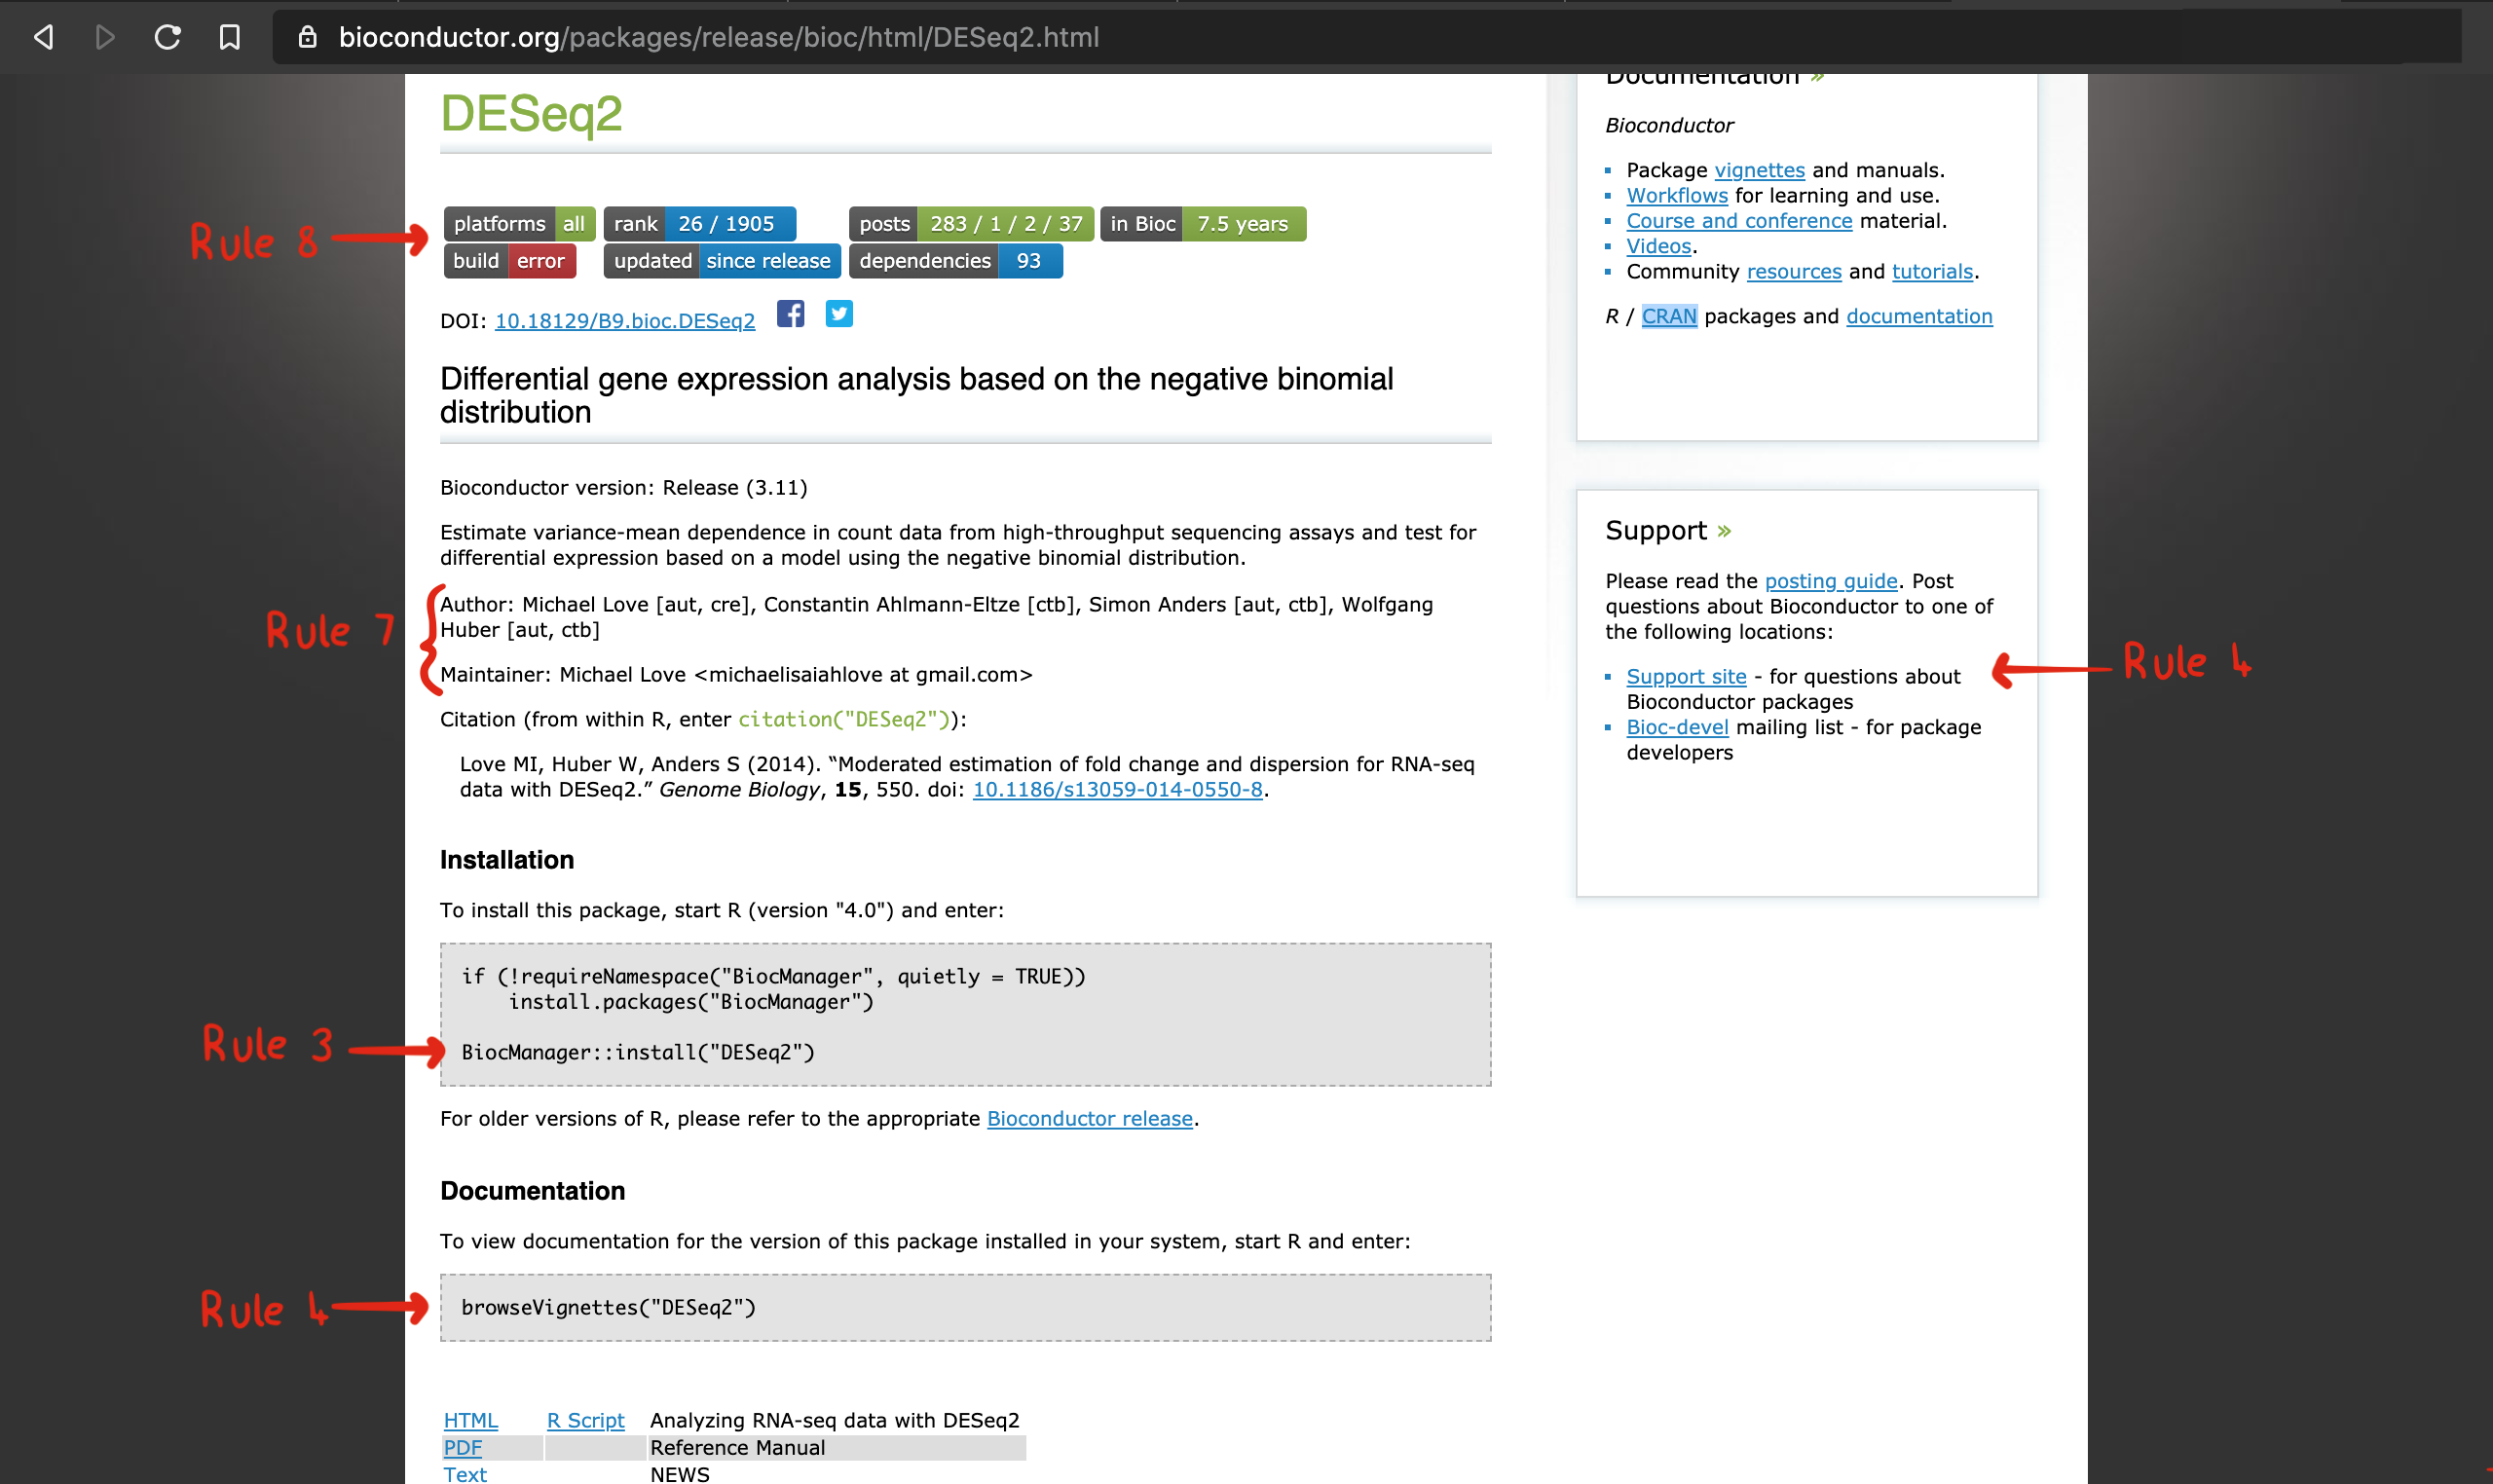 bioconductor.org/packages/release/bioc/html/DESeq2.html
DESeq2
Rule 8
platforms all rank 26 / 1905 posts 283 / 1 / 2 / 37 in Bioc 7.5 years
build error updated since release dependencies 93
DOI: 10.18129/B9.bioc.DESeq2
Differential gene expression analysis based on the negative binomial
distribution
Bioconductor version: Release (3.11)
Estimate variance-mean dependence in count data from high-throughput sequencing assays and test for
differential expression based on a model using the negative binomial distribution.
Rule 7
Author: Michael Love [aut, cre], Constantin Ahlmann-Eltze [ctb], Simon Anders [aut, ctb], Wolfgang
Huber [aut, ctb]
Maintainer: Michael Love <michaelisaiahlove at gmail.com>
Citation (from within R, enter citation("DESeq2")):
Love MI, Huber W, Anders S (2014). “Moderated estimation of fold change and dispersion for RNA-seq
data with DESeq2.” Genome Biology, 15, 550. doi: 10.1186/s13059-014-0550-8.
Installation
To install this package, start R (version "4.0") and enter:
if (!requireNamespace("BiocManager", quietly = TRUE))
install.packages("BiocManager")
Rule 3
BiocManager::install("DESeq2")
For older versions of R, please refer to the appropriate Bioconductor release.
Documentation
To view documentation for the version of this package installed in your system, start R and enter:
Rule 4
browseVignettes("DESeq2")
HTML R Script Analyzing RNA-seq data with DESeq2
PDF Reference Manual
Text NEWS
Documentation »
Bioconductor
Package vignettes and manuals.
Workflows for learning and use.
Course and conference material.
Videos.
Community resources and tutorials.
R / CRAN packages and documentation
Support »
Please read the posting guide. Post
questions about Bioconductor to one of
the following locations:
Support site - for questions about
Bioconductor packages
Bioc-devel mailing list - for package
developers
Rule 4